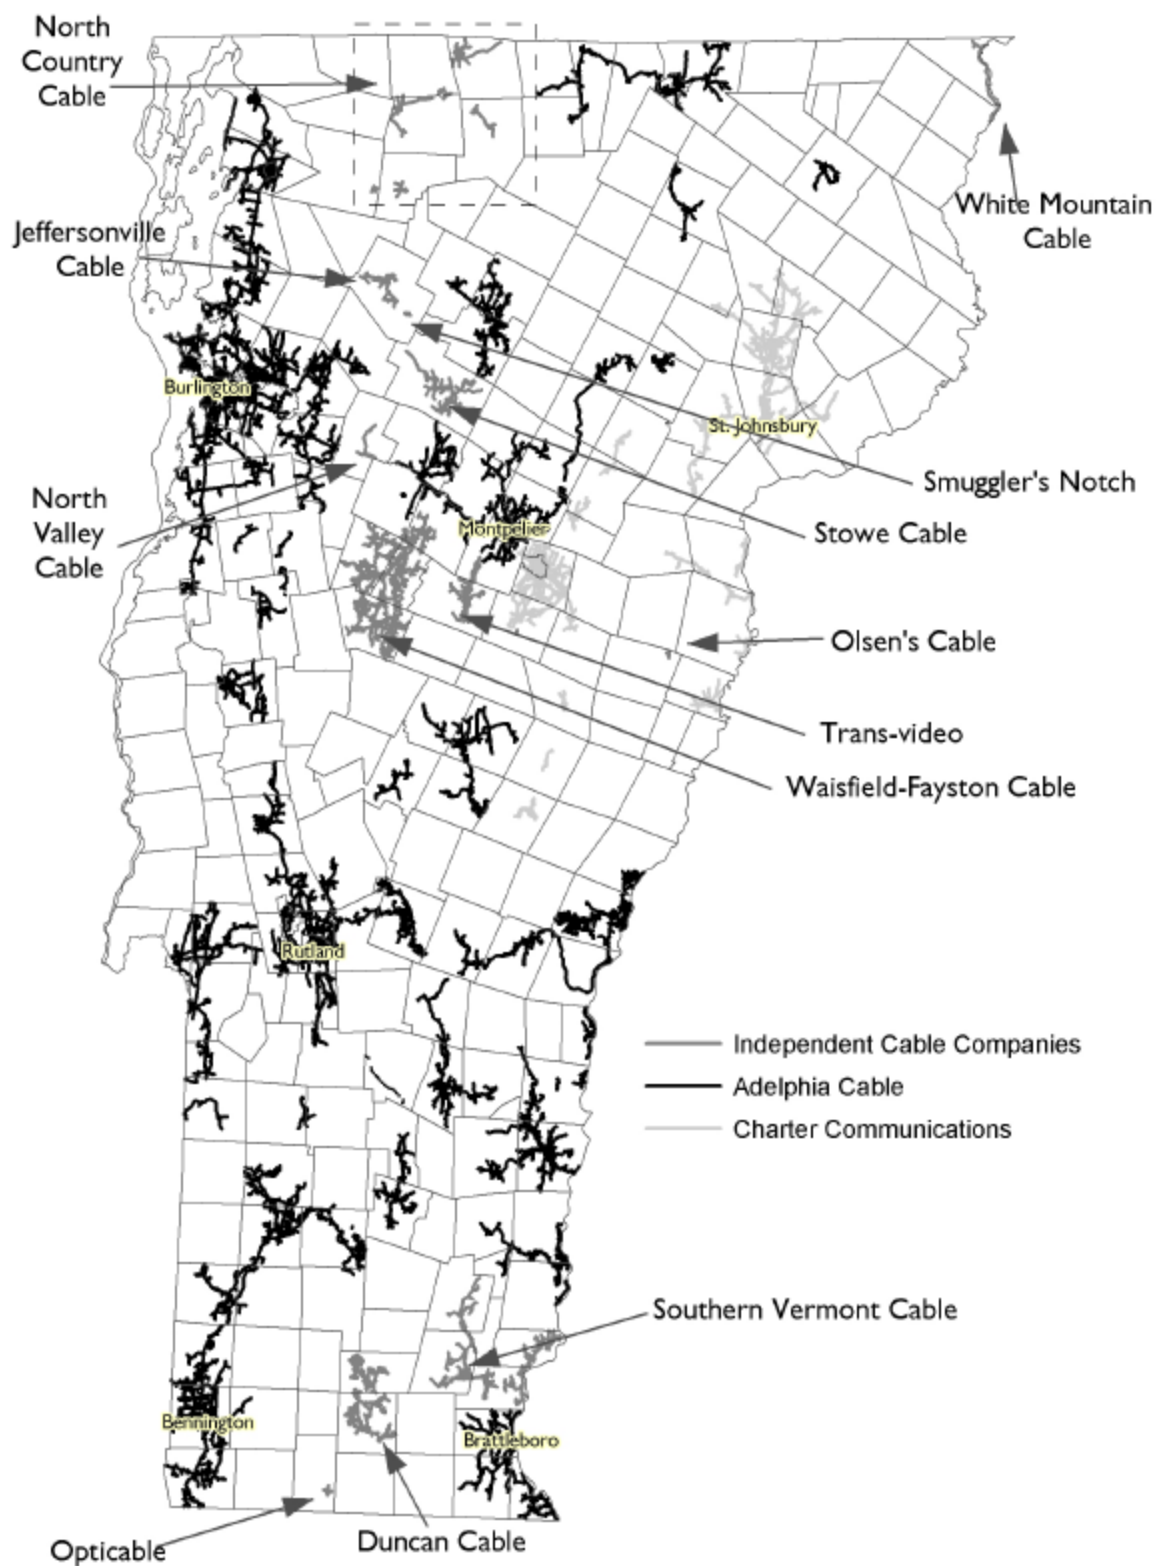 North
Country
Cable
White Mountain
Cable
Jeffersonville
Cable
Burlington
St. Johnsbury
Smuggler's Notch
North
Valley
Cable
Montpelier
Stowe Cable
Olsen's Cable
Trans-video
Waisfield-Fayston Cable
Rutland
Independent Cable Companies
Adelphia Cable
Charter Communications
Southern Vermont Cable
Bennington
Brattleboro
Duncan Cable
Opticable